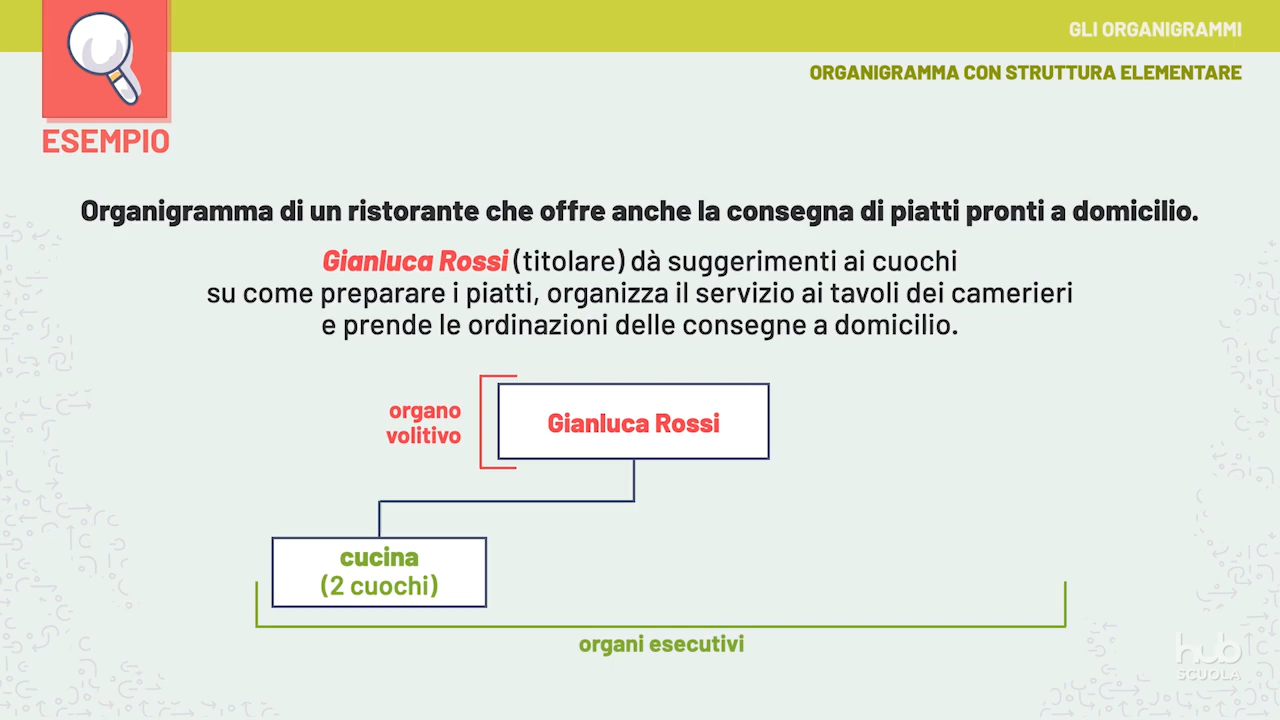 GLI ORGANIGRAMMI
ORGANIGRAMMA CON STRUTTURA ELEMENTARE
ESEMPIO
Organigramma di un ristorante che offre anche la consegna di piatti pronti a domicilio.
Gianluca Rossi (titolare) dà suggerimenti ai cuochi
su come preparare i piatti, organizza il servizio ai tavoli dei camerieri
e prende le ordinazioni delle consegne a domicilio.
organo
volitivo
Gianluca Rossi
cucina
(2 cuochi)
organi esecutivi
hub
SCUOLA